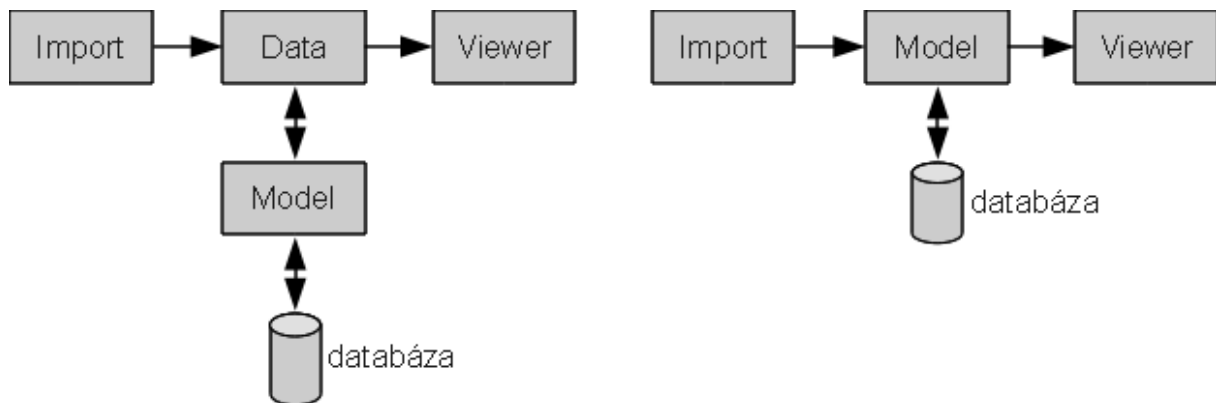 Import
Data
Viewer
Model
databáza
Import
Model
Viewer
databáza